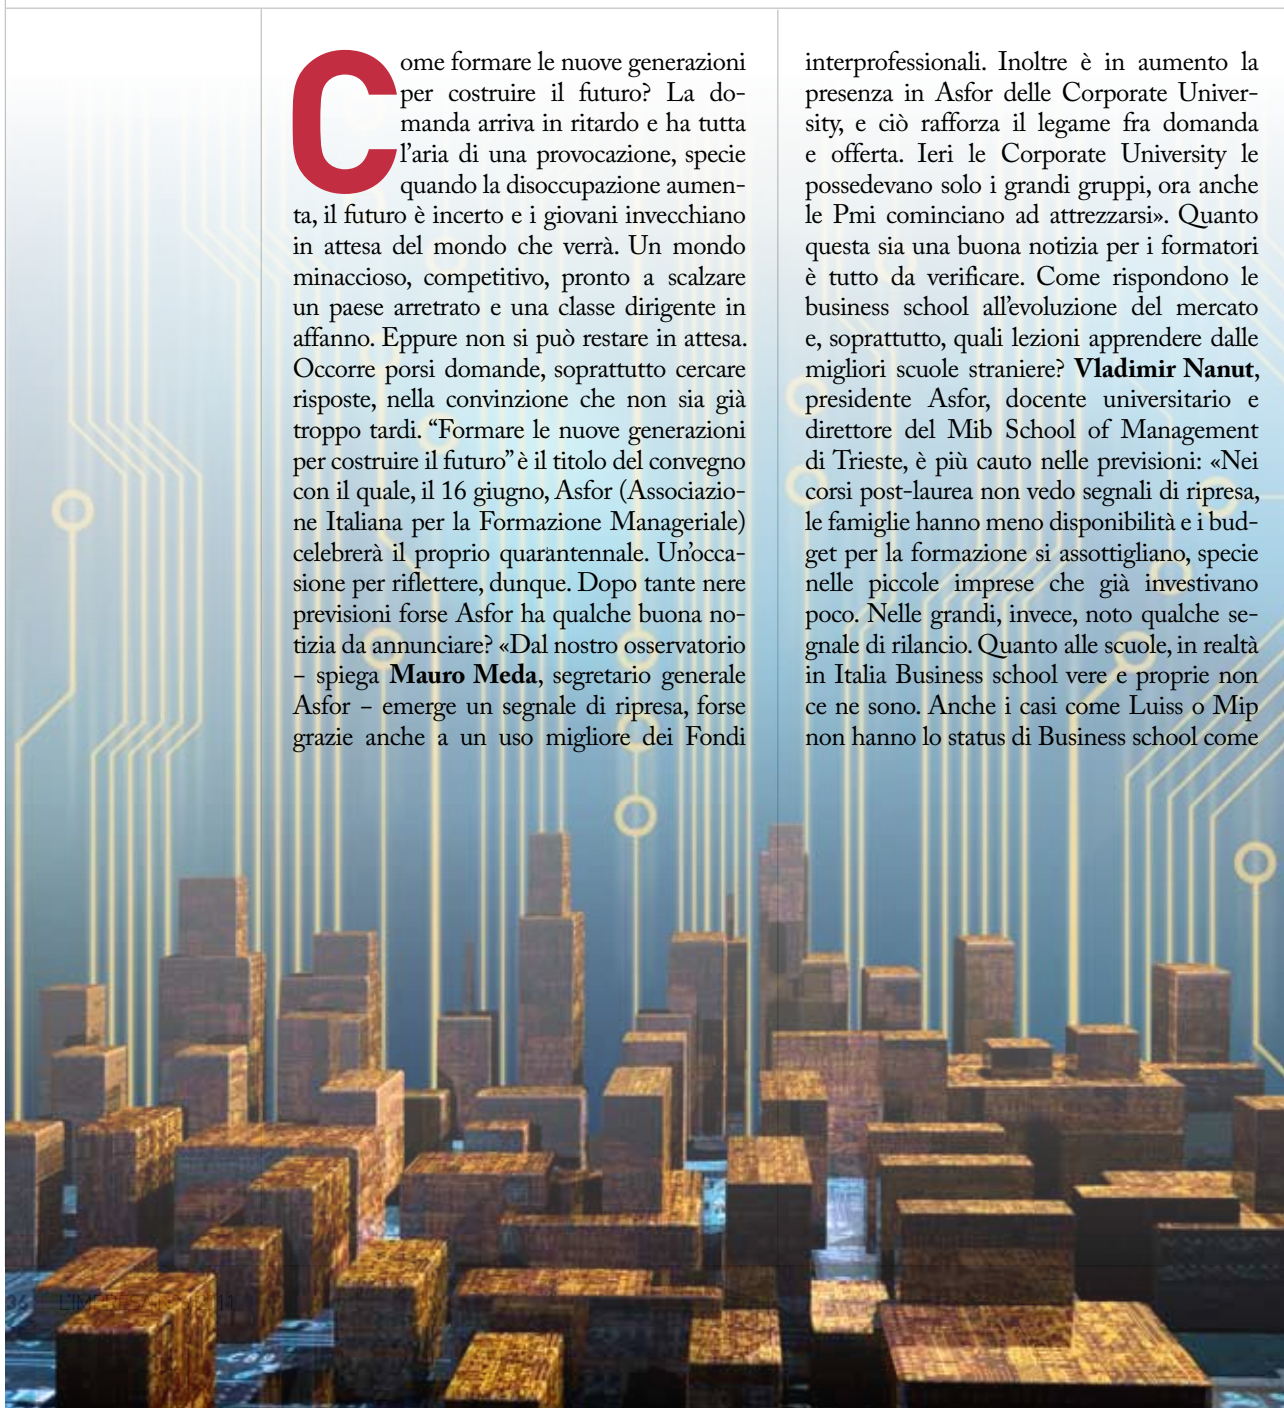 Come formare le nuove generazioni
per costruire il futuro? La do-
manda arriva in ritardo e ha tutta
l'aria di una provocazione, specie
quando la disoccupazione aumen-
ta, il futuro è incerto e i giovani invecchiano
in attesa del mondo che verrà. Un mondo
minaccioso, competitivo, pronto a scalzare
un paese arretrato e una classe dirigente in
affanno. Eppure non si può restare in attesa.
Occorre porsi domande, soprattutto cercare
risposte, nella convinzione che non sia già
troppo tardi. “Formare le nuove generazioni
per costruire il futuro” è il titolo del convegno
con il quale, il 16 giugno, Asfor (Associazio-
ne Italiana per la Formazione Manageriale)
celebrerà il proprio quarantennale. Un'occa-
sione per riflettere, dunque. Dopo tante nere
previsioni forse Asfor ha qualche buona no-
tizia da annunciare? «Dal nostro osservatorio
– spiega Mauro Meda, segretario generale
Asfor – emerge un segnale di ripresa, forse
grazie anche a un uso migliore dei Fondi
interprofessionali. Inoltre è in aumento la
presenza in Asfor delle Corporate Univer-
sity, e ciò rafforza il legame fra domanda
e offerta. Ieri le Corporate University le
possedevano solo i grandi gruppi, ora anche
le Pmi cominciano ad attrezzarsi». Quanto
questa sia una buona notizia per i formatori
è tutto da verificare. Come rispondono le
business school all'evoluzione del mercato
e, soprattutto, quali lezioni apprendere dalle
migliori scuole straniere? Vladimir Nanut,
presidente Asfor, docente universitario e
direttore del Mib School of Management
di Trieste, è più cauto nelle previsioni: «Nei
corsi post-laurea non vedo segnali di ripresa,
le famiglie hanno meno disponibilità e i bud-
get per la formazione si assottigliano, specie
nelle piccole imprese che già investivano
poco. Nelle grandi, invece, noto qualche se-
gnale di rilancio. Quanto alle scuole, in realtà
in Italia Business school vere e proprie non
ce ne sono. Anche i casi come Luiss o Mip
non hanno lo status di Business school come